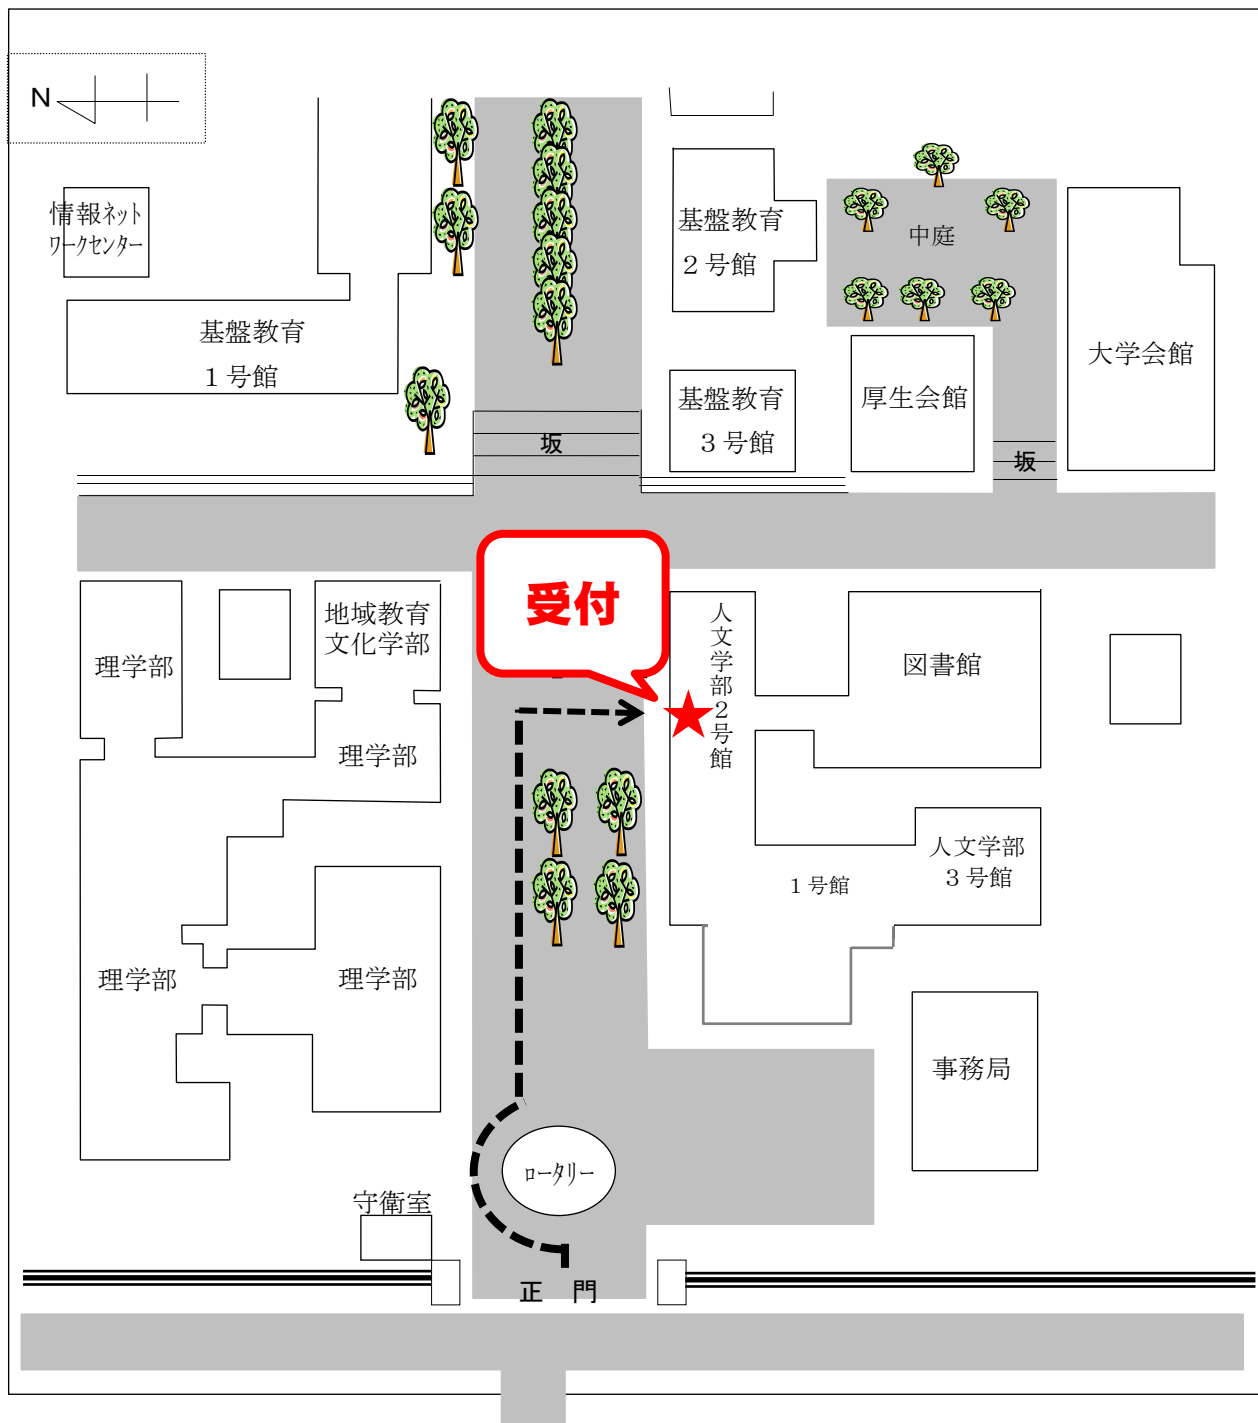 N
情報ネット
ワークセンター
基盤教育
１号館
基盤教育
２号館
中庭
大学会館
基盤教育
３号館
厚生会館
坂
坂
受付
理学部
地域教育
文化学部
理学部
人文学部２号館
図書館
１号館
人文学部
３号館
理学部
理学部
事務局
ロータリー
守衛室
正 門